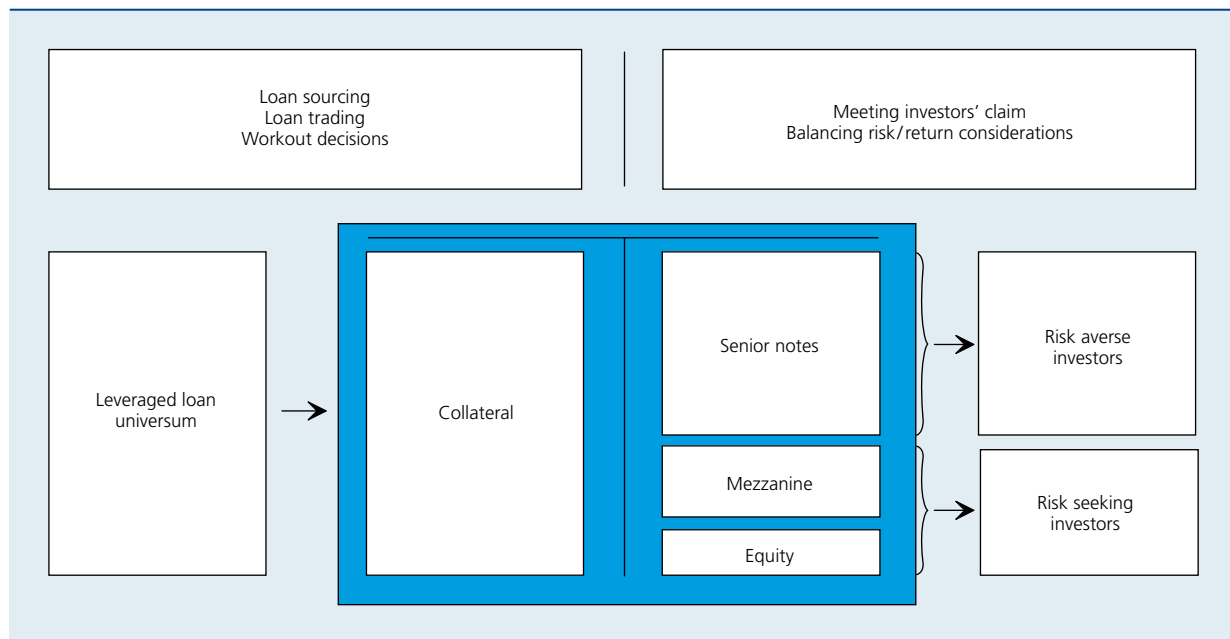 Loan sourcing
Loan trading
Workout decisions
Meeting investors’ claim
Balancing risk/return considerations
Leveraged loan
universum
Collateral
Senior notes
Mezzanine
Equity
Risk averse
investors
Risk seeking
investors